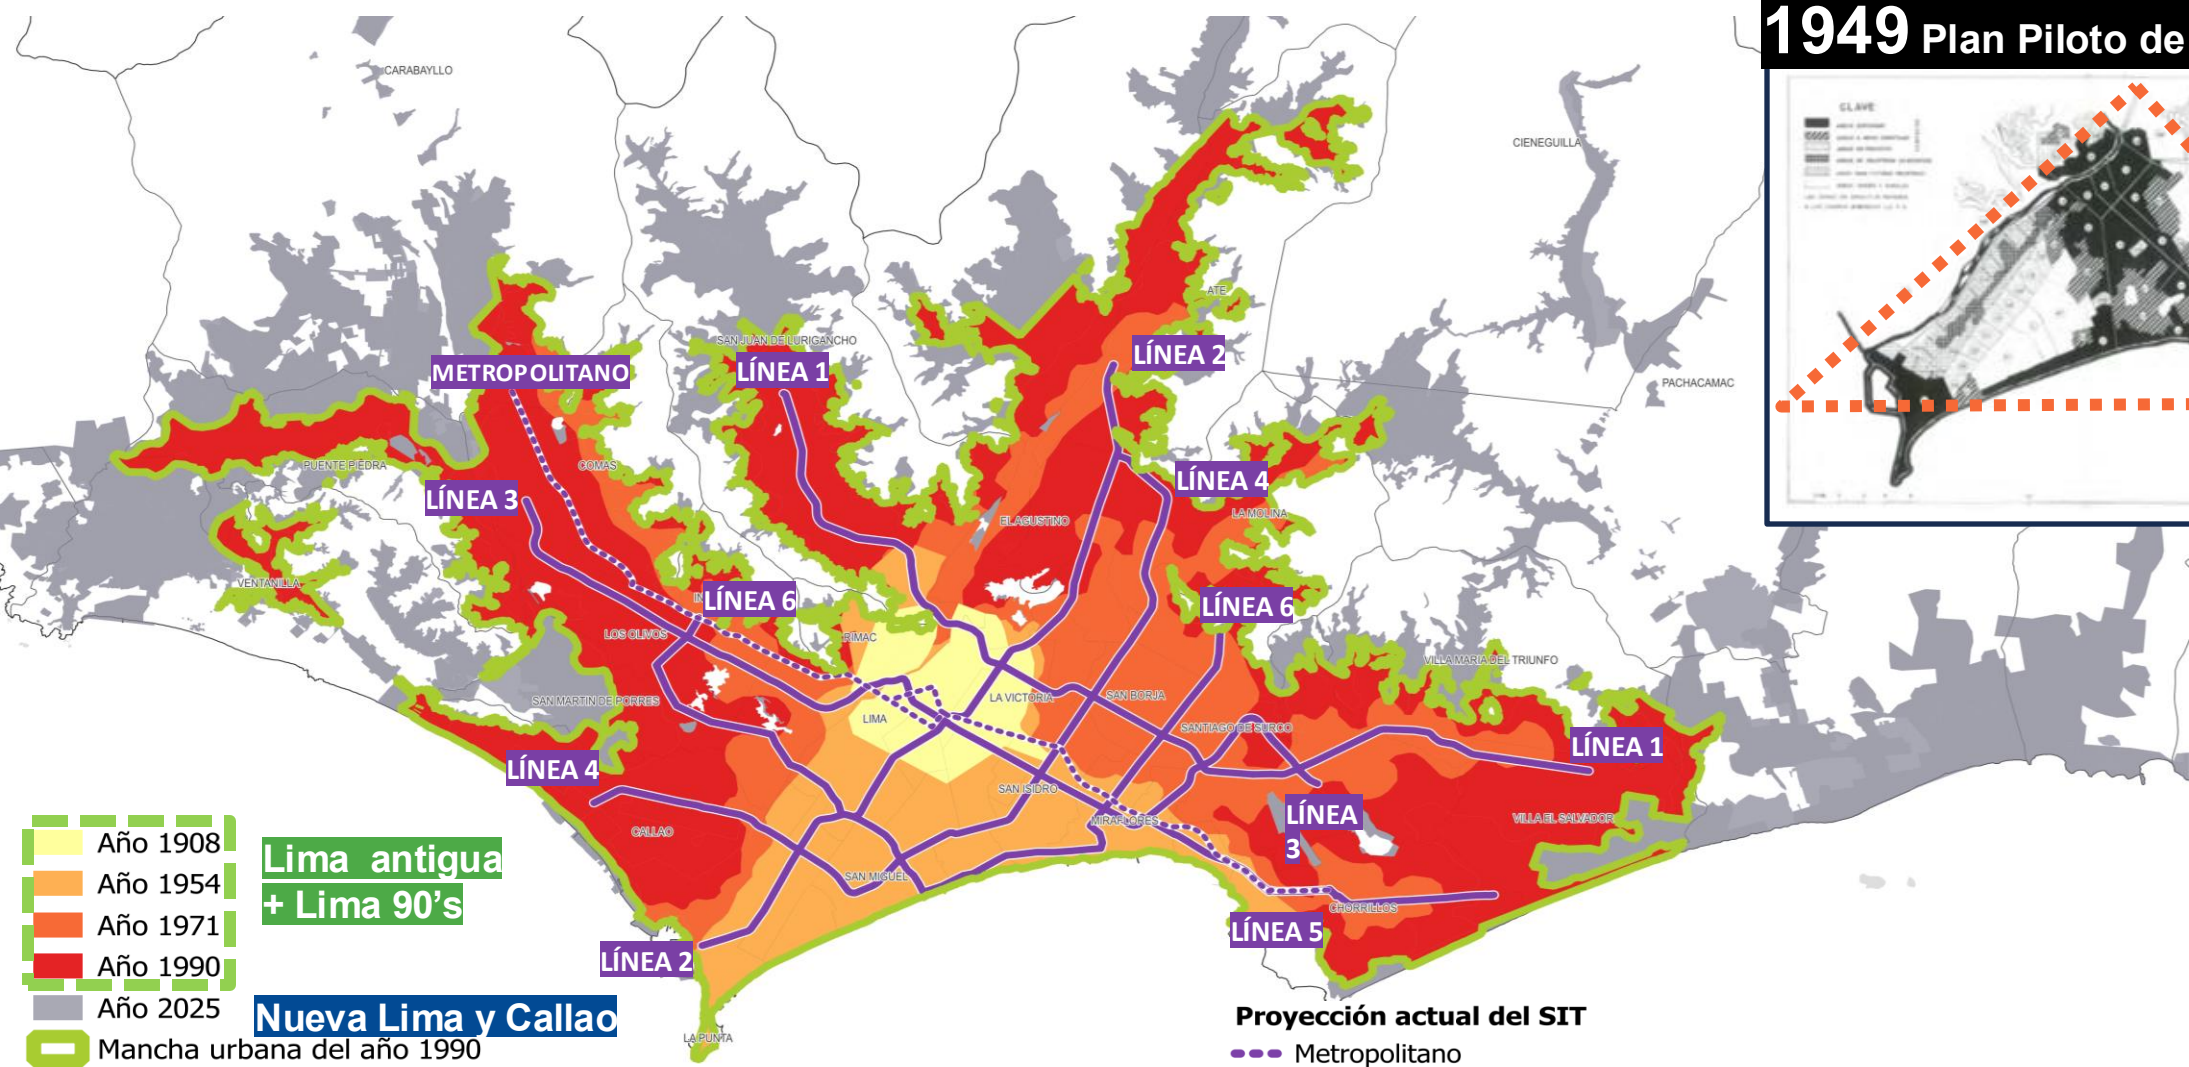 1949 Plan Piloto de
CLAVE
CARABAYLLO
CIENEGUILLA
ATE
SAN JUAN DE LURIGANCHO
LÍNEA 2
METROPOLITANO
LÍNEA 1
PACHACAMAC
PUENTE PIEDRA
COMAS
LÍNEA 4
LÍNEA 3
LA MOLINA
EL AGUSTINO
VENTANILLA
LÍNEA 6
LÍNEA 6
LOS OLIVOS
RÍMAC
VILLA MARIA DEL TRIUNFO
SAN MARTIN DE PORRES
LA VICTORIA
SAN BORJA
LIMA
SANTIAGO DE SURCO
LÍNEA 1
LÍNEA 4
SAN ISIDRO
MIRAFLORES
LÍNEA
3
VILLA EL SALVADOR
CALLAO
SAN MIGUEL
CHORRILLOS
LÍNEA 5
LÍNEA 2
LA PUNTA
Año 1908
Año 1954
Año 1971
Año 1990
Lima antigua
+ Lima 90’s
Año 2025
Nueva Lima y Callao
Mancha urbana del año 1990
Proyección actual del SIT
Metropolitano